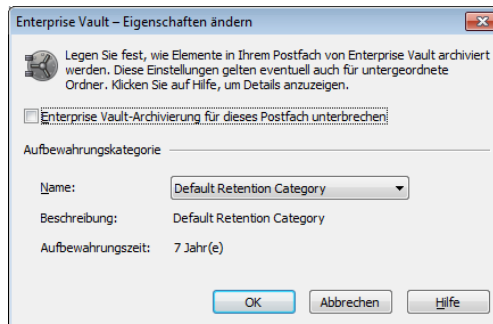 Enterprise Vault – Eigenschaften ändern
Legen Sie fest, wie Elemente in Ihrem Postfach von Enterprise Vault archiviert
werden. Diese Einstellungen gelten eventuell auch für untergeordnete
Ordner. Klicken Sie auf Hilfe, um Details anzuzeigen.
Enterprise Vault-Archivierung für dieses Postfach unterbrechen
Aufbewahrungskategorie
Name: Default Retention Category
Beschreibung: Default Retention Category
Aufbewahrungszeit: 7 Jahr(e)
OK Abbrechen Hilfe